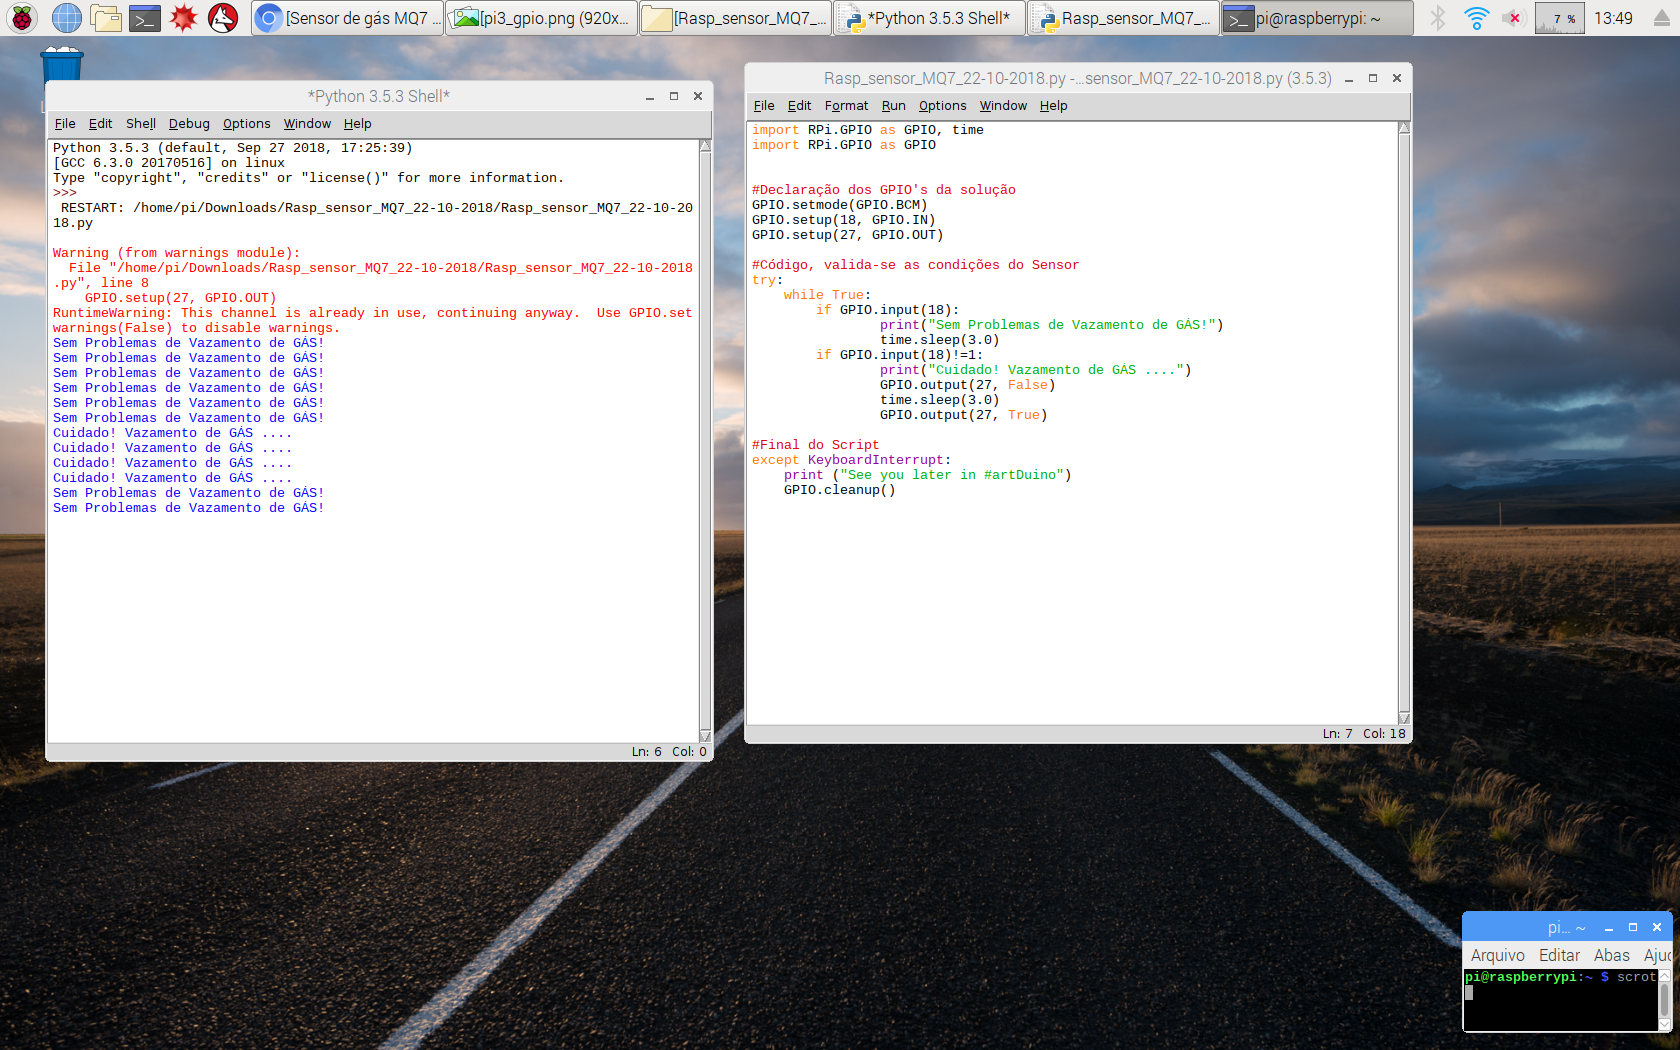 [Sensor de gás MQ7 ...
[pi3_gpio.png (920x...
[Rasp_sensor_MQ7_...
*Python 3.5.3 Shell*
Rasp_sensor_MQ7_...
pi@raspberrypi: ~
7 %
13:49
*Python 3.5.3 Shell*
File Edit Shell Debug Options Window Help
Python 3.5.3 (default, Sep 27 2018, 17:25:39)
[GCC 6.3.0 20170516] on linux
Type "copyright", "credits" or "license()" for more information.
>>>
 RESTART: /home/pi/Downloads/Rasp_sensor_MQ7_22-10-2018/Rasp_sensor_MQ7_22-10-20
18.py
Warning (from warnings module):
  File "/home/pi/Downloads/Rasp_sensor_MQ7_22-10-2018/Rasp_sensor_MQ7_22-10-2018
.py", line 8
    GPIO.setup(27, GPIO.OUT)
RuntimeWarning: This channel is already in use, continuing anyway.  Use GPIO.set
warnings(False) to disable warnings.
Sem Problemas de Vazamento de GÁS!
Sem Problemas de Vazamento de GÁS!
Sem Problemas de Vazamento de GÁS!
Sem Problemas de Vazamento de GÁS!
Sem Problemas de Vazamento de GÁS!
Sem Problemas de Vazamento de GÁS!
Cuidado! Vazamento de GÁS ....
Cuidado! Vazamento de GÁS ....
Cuidado! Vazamento de GÁS ....
Cuidado! Vazamento de GÁS ....
Sem Problemas de Vazamento de GÁS!
Sem Problemas de Vazamento de GÁS!
Ln: 6 Col: 0
Rasp_sensor_MQ7_22-10-2018.py -...sensor_MQ7_22-10-2018.py (3.5.3)
File Edit Format Run Options Window Help
import RPi.GPIO as GPIO, time
import RPi.GPIO as GPIO
#Declaração dos GPIO's da solução
GPIO.setmode(GPIO.BCM)
GPIO.setup(18, GPIO.IN)
GPIO.setup(27, GPIO.OUT)
#Código, valida-se as condições do Sensor
try:
    while True:
        if GPIO.input(18):
                print("Sem Problemas de Vazamento de GÁS!")
                time.sleep(3.0)
        if GPIO.input(18)!=1:
                print("Cuidado! Vazamento de GÁS ....")
                GPIO.output(27, False)
                time.sleep(3.0)
                GPIO.output(27, True)
#Final do Script
except KeyboardInterrupt:
    print ("See you later in #artDuino")
    GPIO.cleanup()
Ln: 7 Col: 18
pi... ~
Arquivo Editar Abas Ajuc
pi@raspberrypi:~ $ scrot